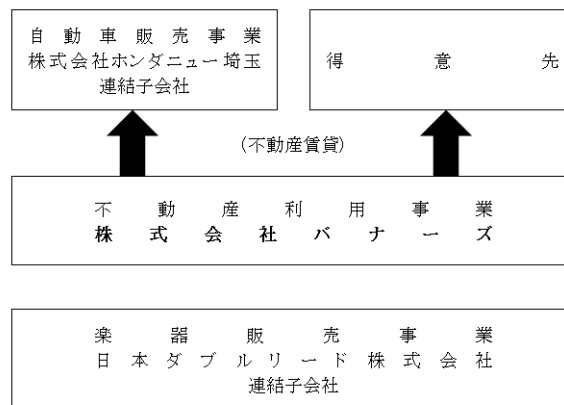 自動車販売事業
株式会社ホンダニュー埼玉
連結子会社
得意先
(不動産賃貸)
不動産利用事業
株式会社バナーズ
楽器販売事業
日本ダブルリード株式会社
連結子会社